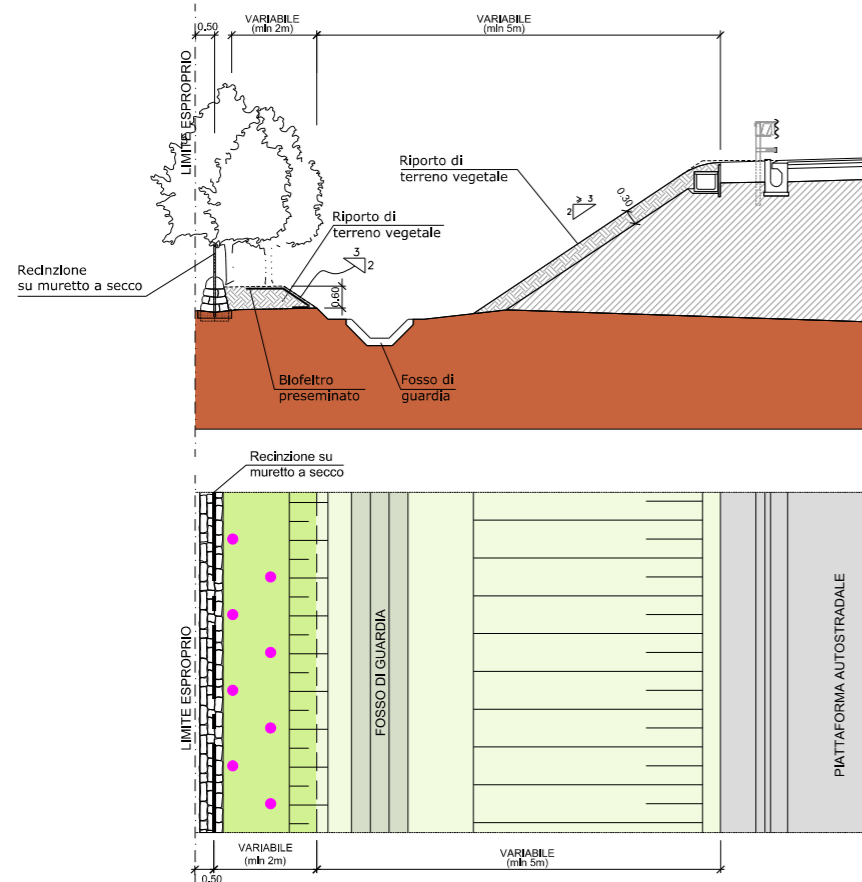 VARIABILE
(min 2m)
VARIABILE
(min 5m)
0.50
LIMITE ESPROPRIO
Riporto di
terreno vegetale
≥ 3
2
0.30
Riporto di
terreno vegetale
3
2
Recinzione
su muretto a secco
0.60
Biofeltro
preseminato
Fosso di
guardia
Recinzione su
muretto a secco
LIMITE ESPROPRIO
FOSSO DI GUARDIA
PIATTAFORMA AUTOSTRADALE
VARIABILE
(min 2m)
VARIABILE
(min 5m)
0.50